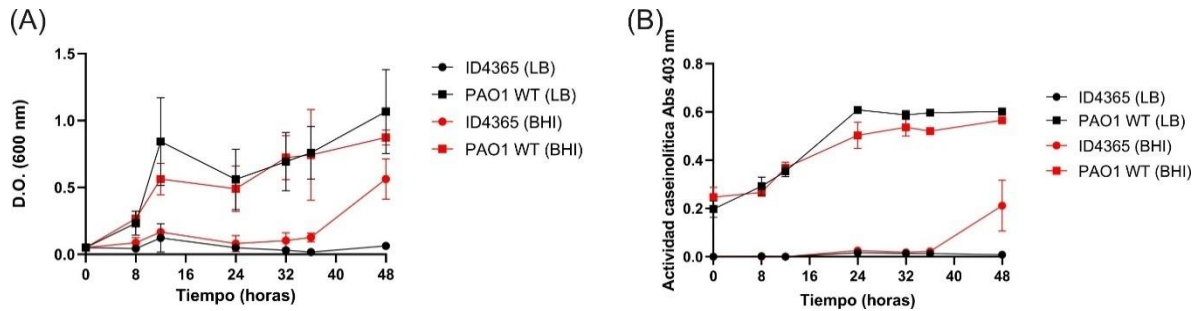 (A)
D.O. (600 nm)
1.5
1.0
0.5
0.0
0 8 12 16 24 32 36 40 48
Tiempo (horas)
ID4365 (LB)
PAO1 WT (LB)
ID4365 (BHI)
PAO1 WT (BHI)
(B)
Actividad caseinolitica Abs 403 nm
0.8
0.6
0.4
0.2
0.0
0 8 16 24 32 40 48
Tiempo (horas)
ID4365 (LB)
PAO1 WT (LB)
ID4365 (BHI)
PAO1 WT (BHI)